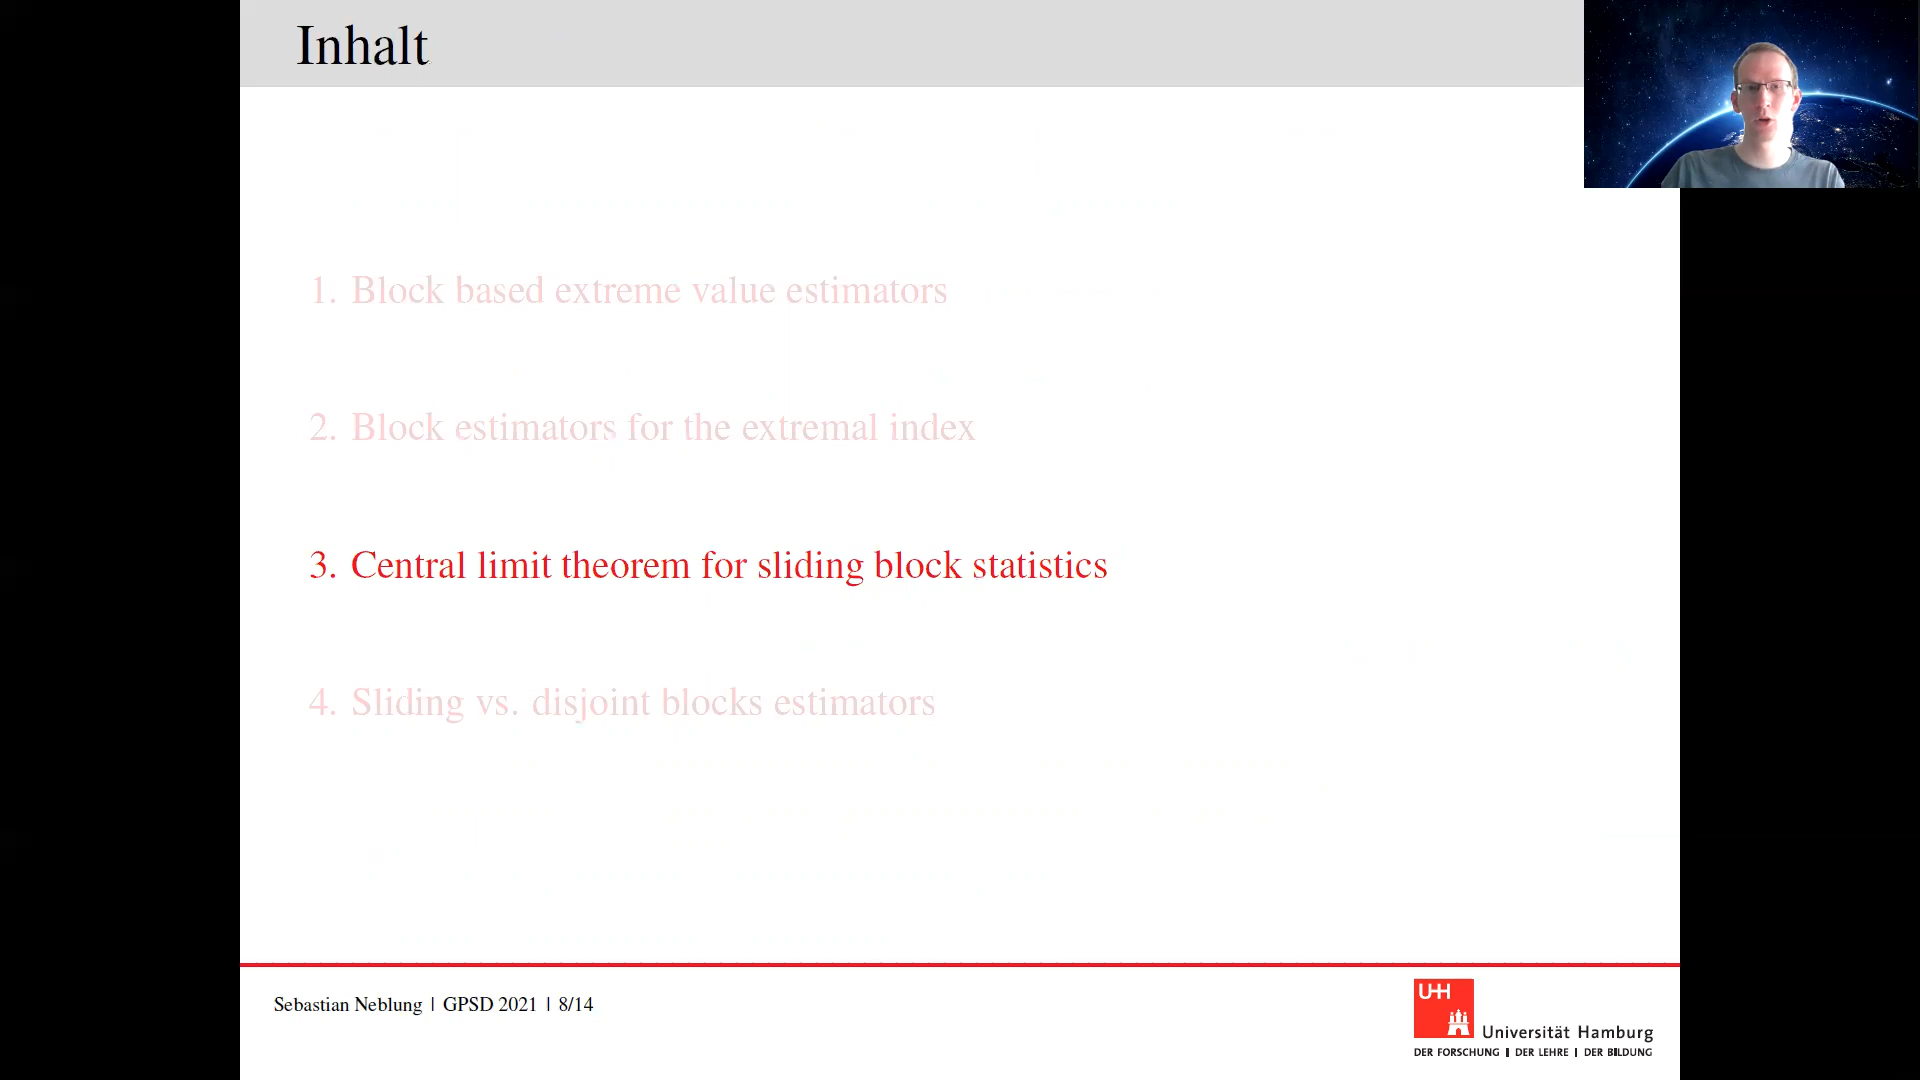 Inhalt
1. Block based extreme value estimators
2. Block estimators for the extremal index
3. Central limit theorem for sliding block statistics
4. Sliding vs. disjoint blocks estimators
Sebastian Neblung | GPSD 2021 | 8/14
UHH
Universität Hamburg
DER FORSCHUNG | DER LEHRE | DER BILDUNG